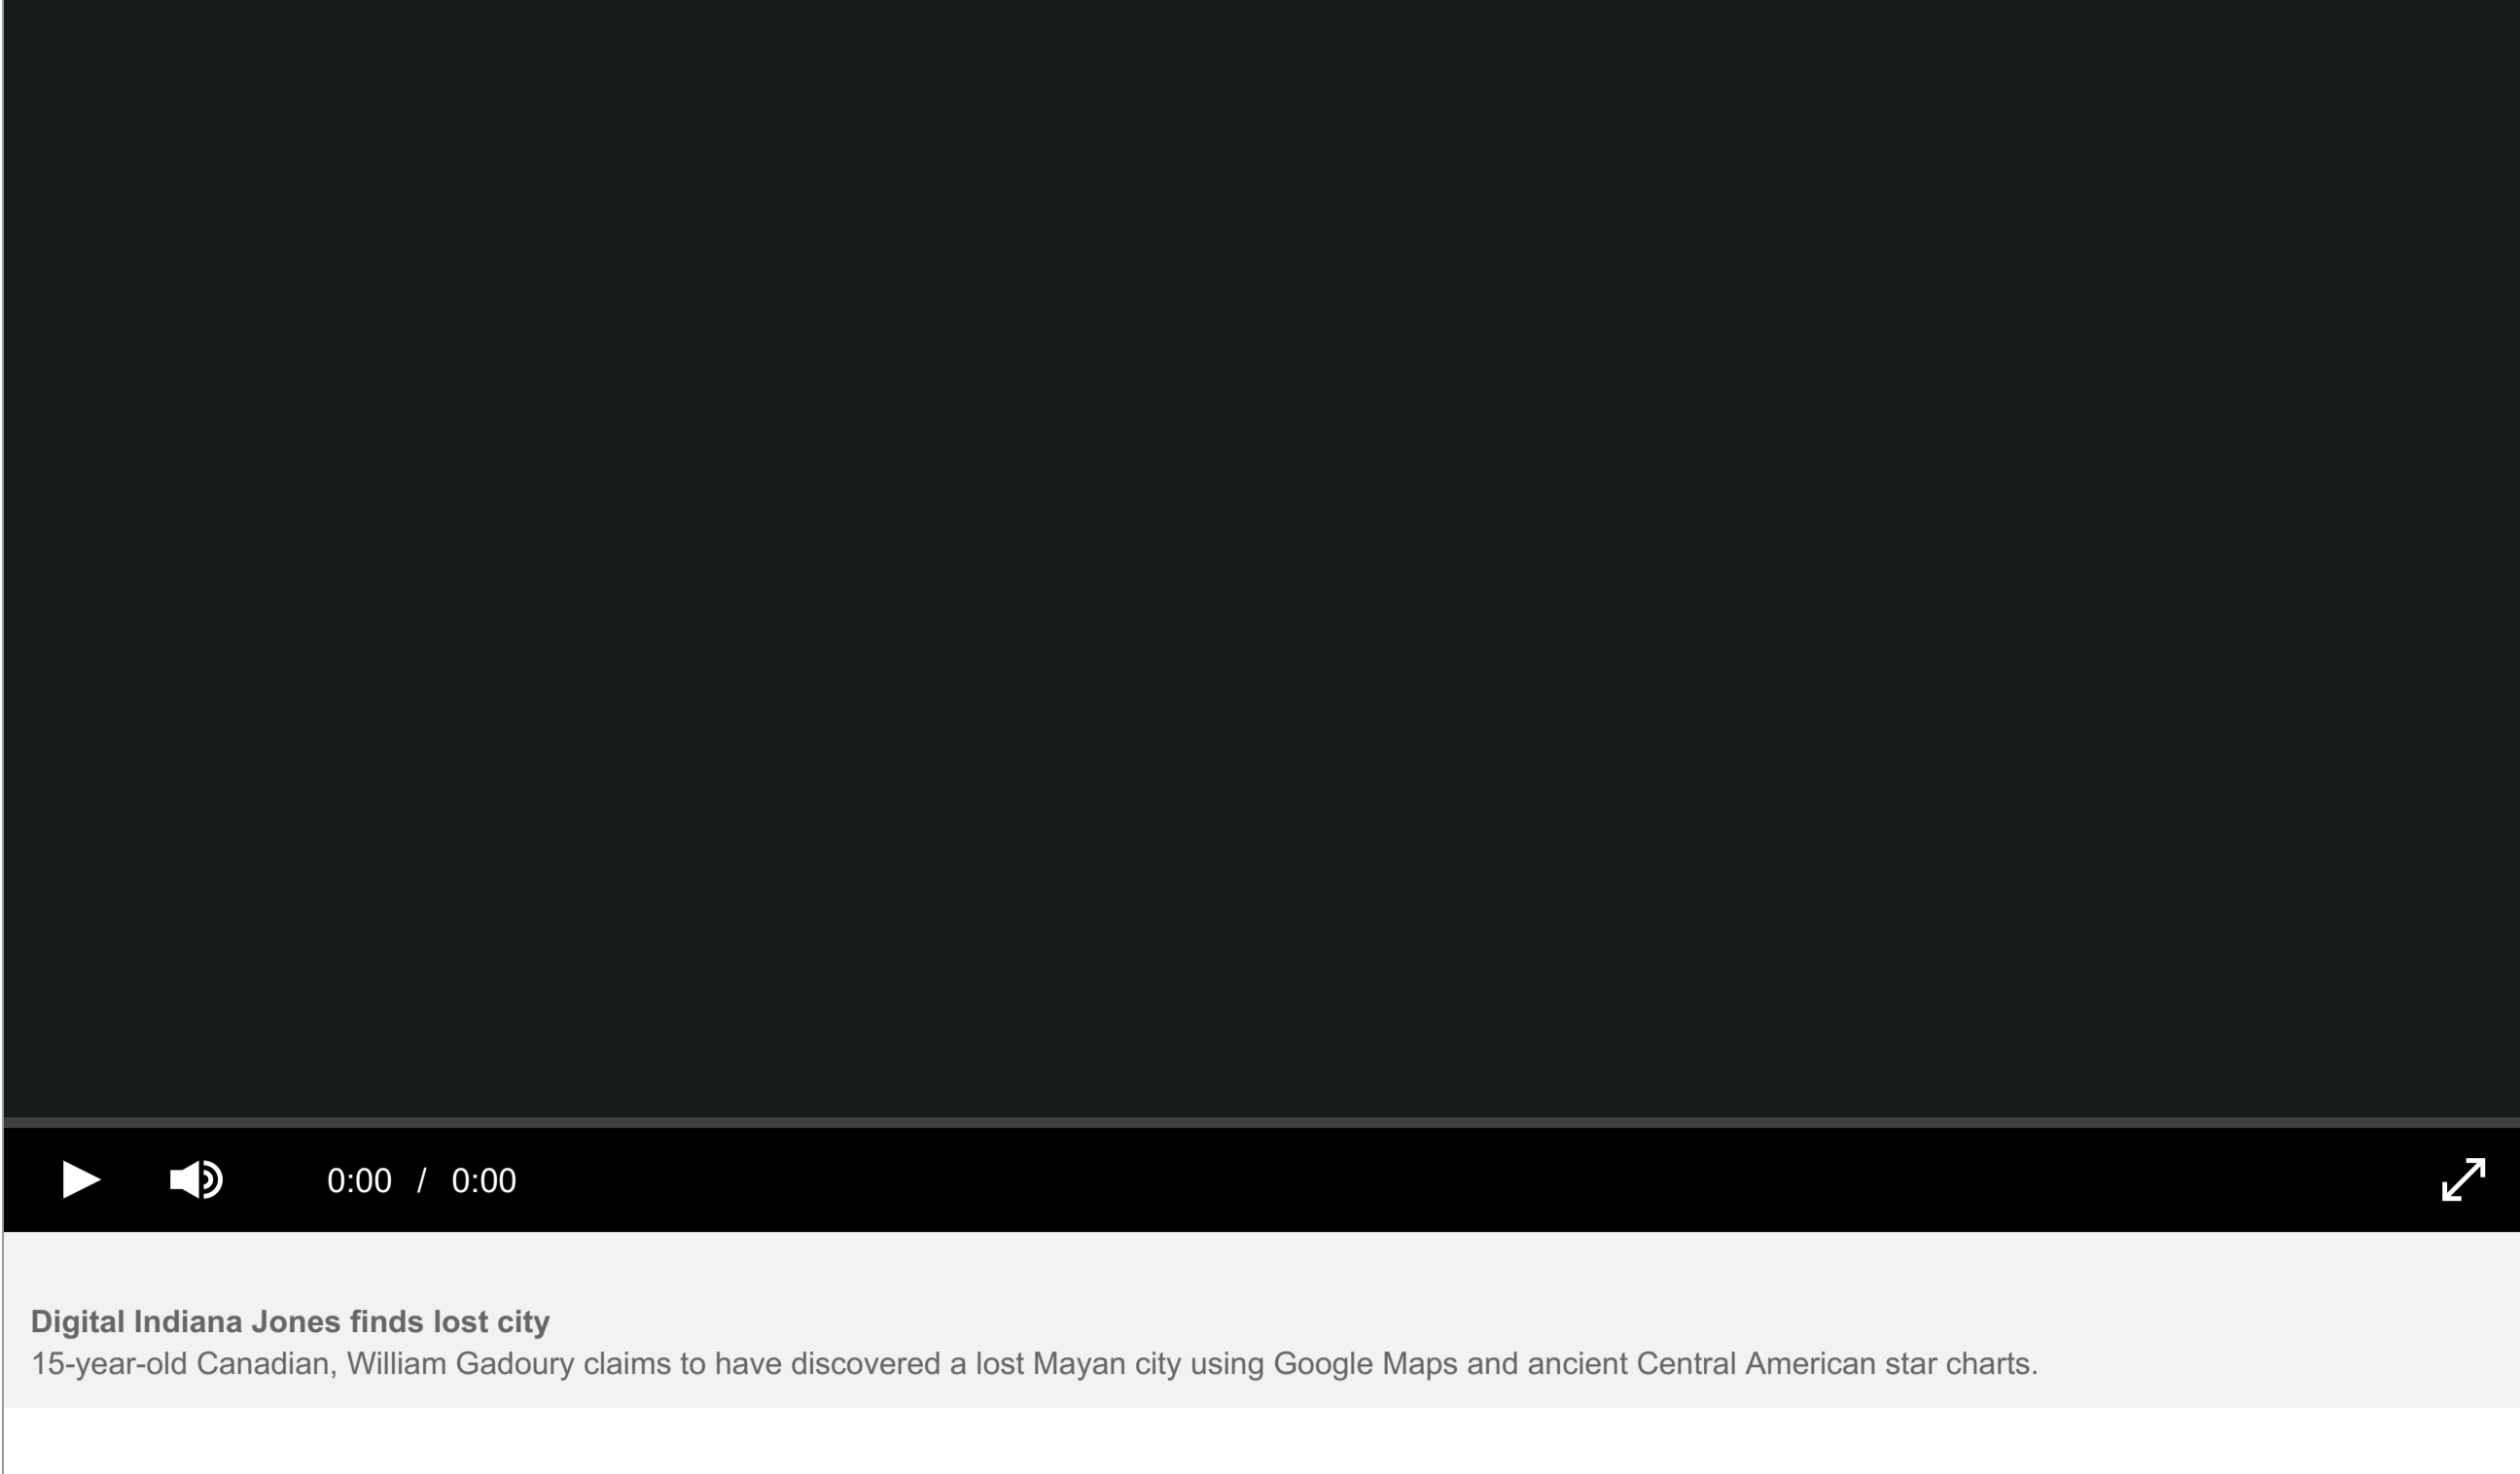 0:00 / 0:00
Digital Indiana Jones finds lost city
15-year-old Canadian, William Gadoury claims to have discovered a lost Mayan city using Google Maps and ancient Central American star charts.